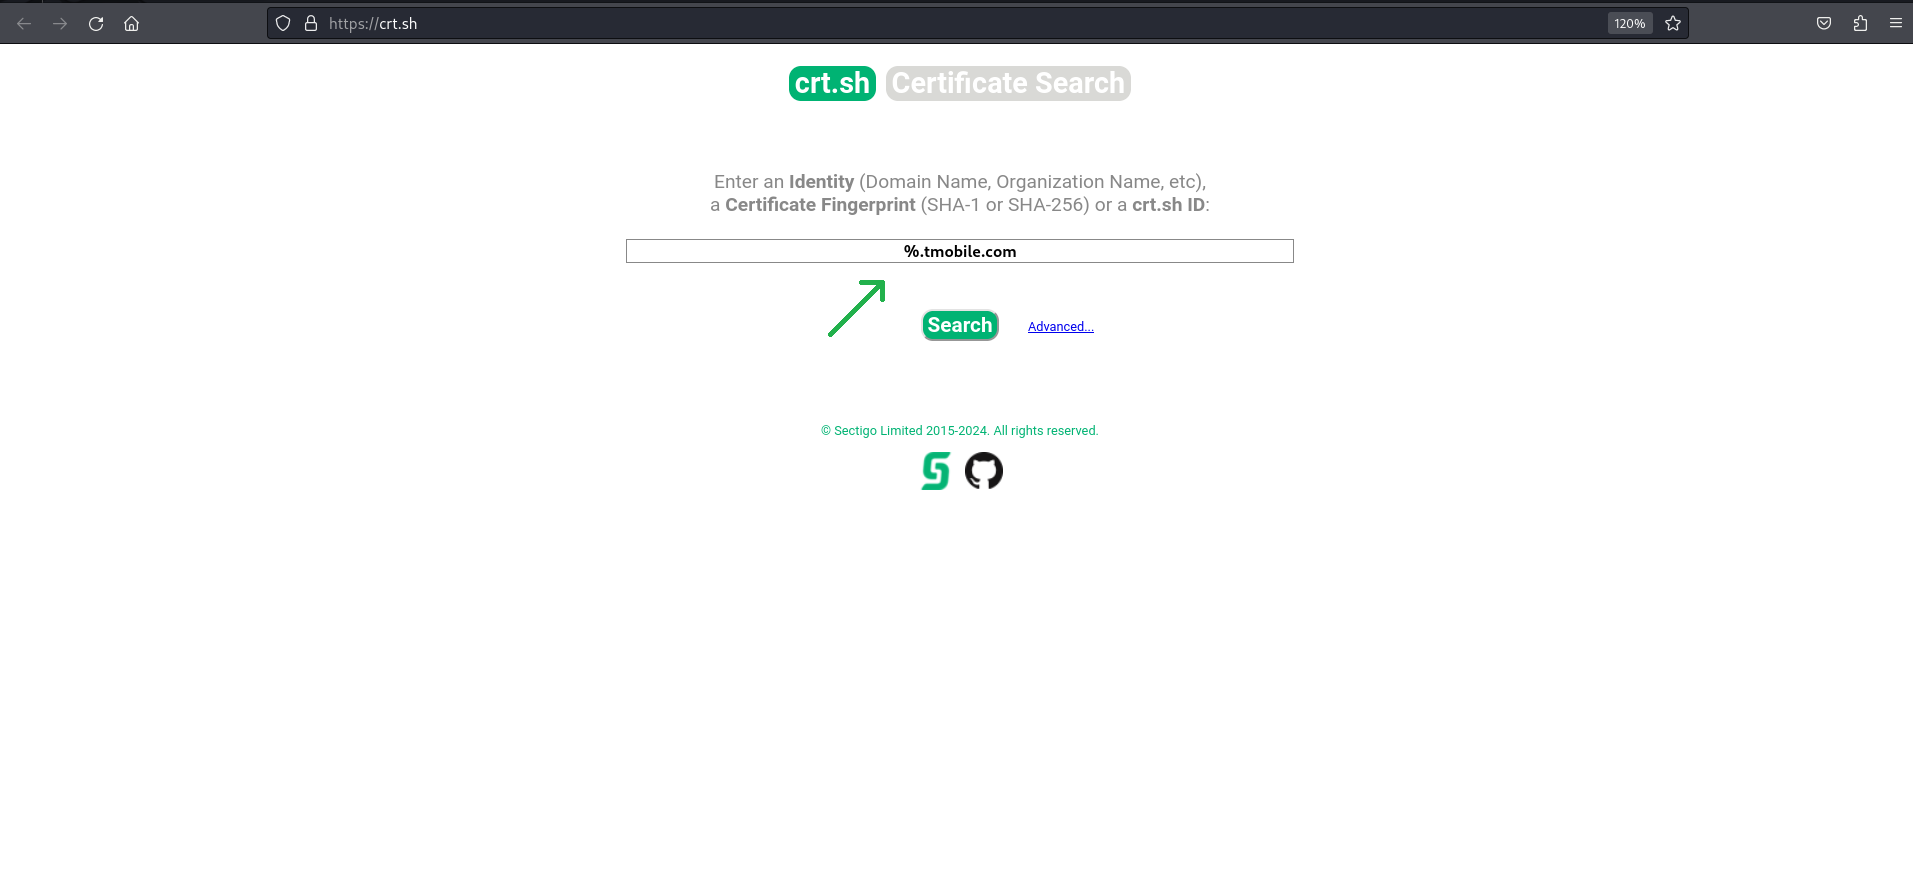 https://crt.sh
120%
crt.sh Certificate Search
Enter an Identity (Domain Name, Organization Name, etc),
a Certificate Fingerprint (SHA-1 or SHA-256) or a crt.sh ID:
%.tmobile.com
Search Advanced...
© Sectigo Limited 2015-2024. All rights reserved.